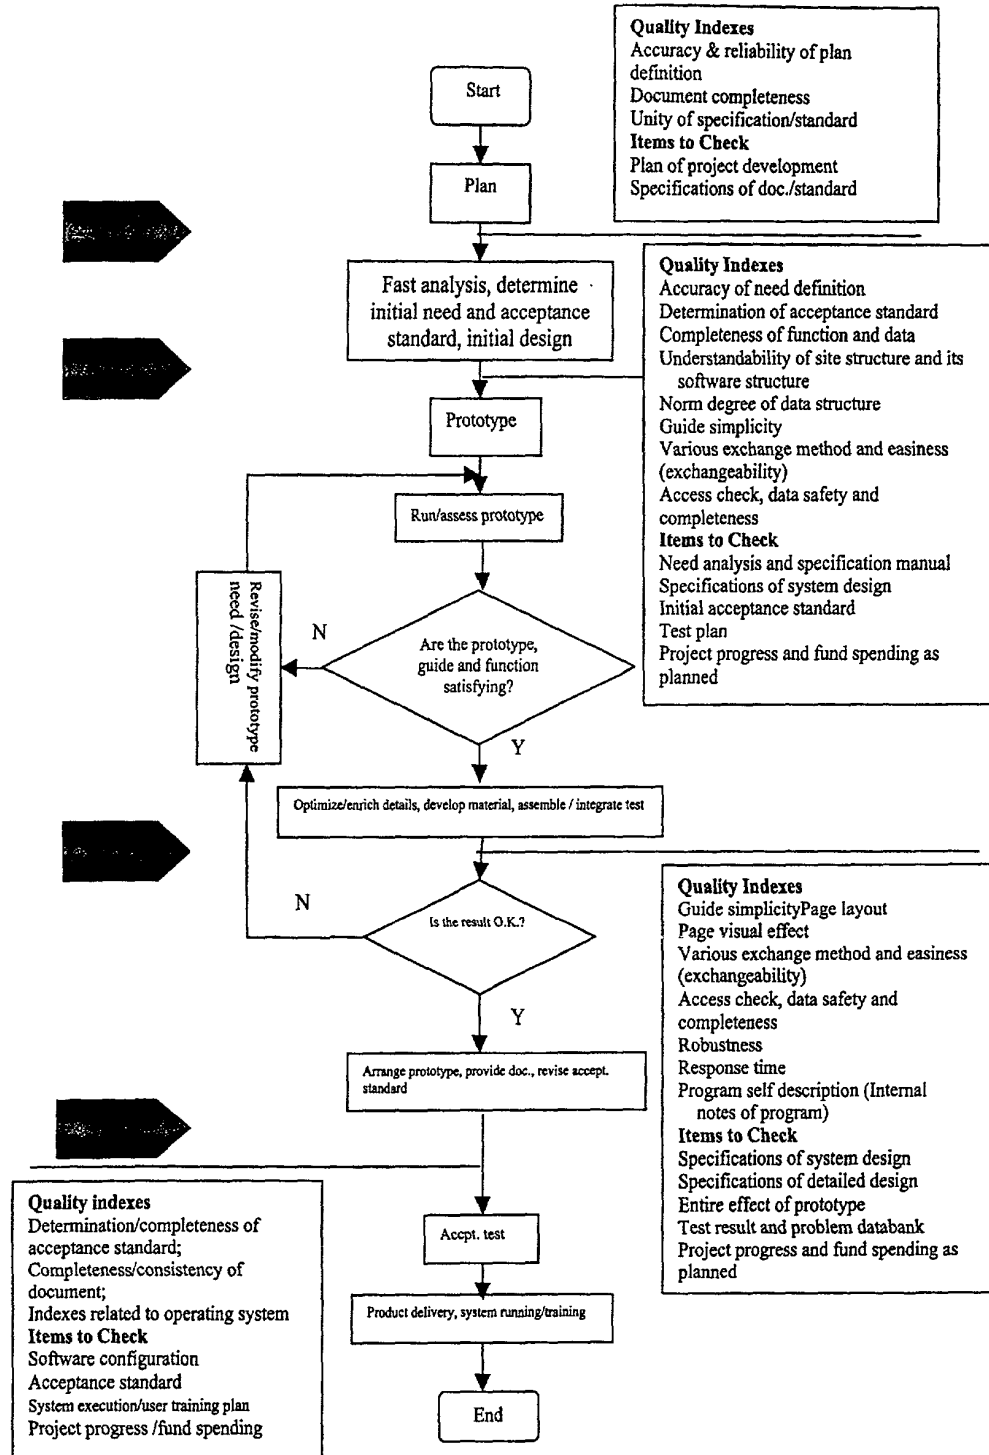 Quality Indexes
Accuracy & reliability of plan
definition
Document completeness
Unity of specification/standard
Items to Check
Plan of project development
Specifications of doc./standard
Start
Plan
Fast analysis, determine
initial need and acceptance
standard, initial design
Quality Indexes
Accuracy of need definition
Determination of acceptance standard
Completeness of function and data
Understandability of site structure and its
software structure
Norm degree of data structure
Guide simplicity
Various exchange method and easiness
(exchangeability)
Access check, data safety and
completeness
Items to Check
Need analysis and specification manual
Specifications of system design
Initial acceptance standard
Test plan
Project progress and fund spending as
planned
Prototype
Run/assess prototype
Revise/modify prototype
need /design
N
Are the prototype,
guide and function
satisfying?
Y
Optimize/enrich details, develop material, assemble / integrate test
N
Is the result O.K.?
Y
Quality Indexes
Guide simplicityPage layout
Page visual effect
Various exchange method and easiness
(exchangeability)
Access check, data safety and
completeness
Robustness
Response time
Program self description (Internal
notes of program)
Items to Check
Specifications of system design
Specifications of detailed design
Entire effect of prototype
Test result and problem databank
Project progress and fund spending as
planned
Arrange prototype, provide doc., revise accept.
standard
Quality indexes
Determination/completeness of
acceptance standard;
Completeness/consistency of
document;
Indexes related to operating system
Items to Check
Software configuration
Acceptance standard
System execution/user training plan
Project progress /fund spending
Accpt. test
Product delivery, system running/training
End